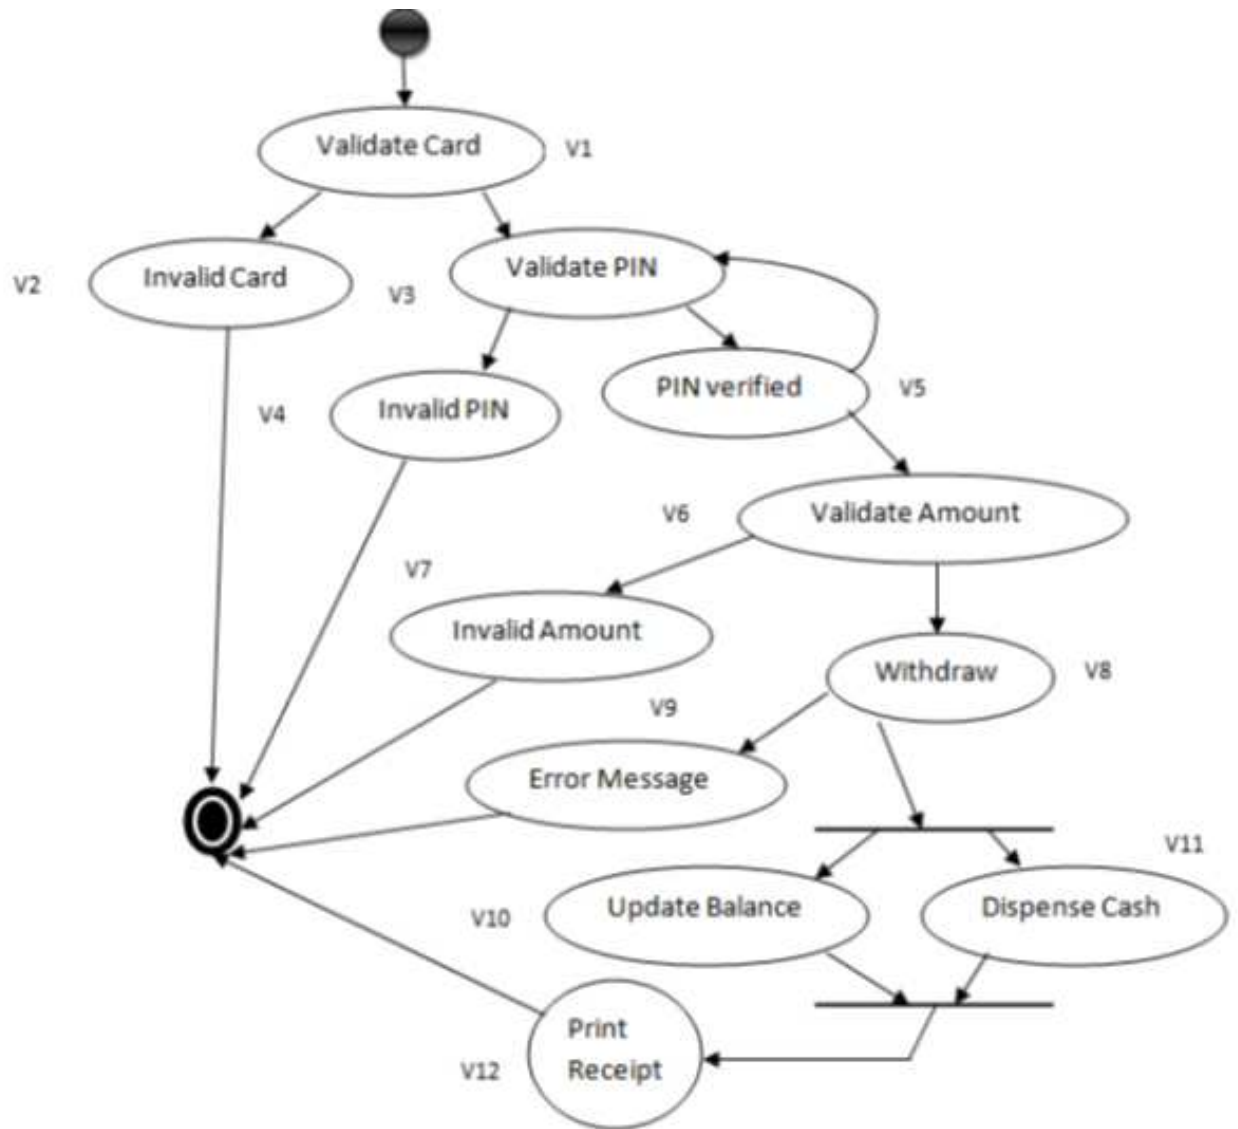 Validate Card V1
V2 Invalid Card
V3 Validate PIN
V4 Invalid PIN
PIN verified V5
V6 Validate Amount
V7
Invalid Amount
Withdraw V8
V9
Error Message
V11
V10 Update Balance
Dispense Cash
Print
Receipt
V12